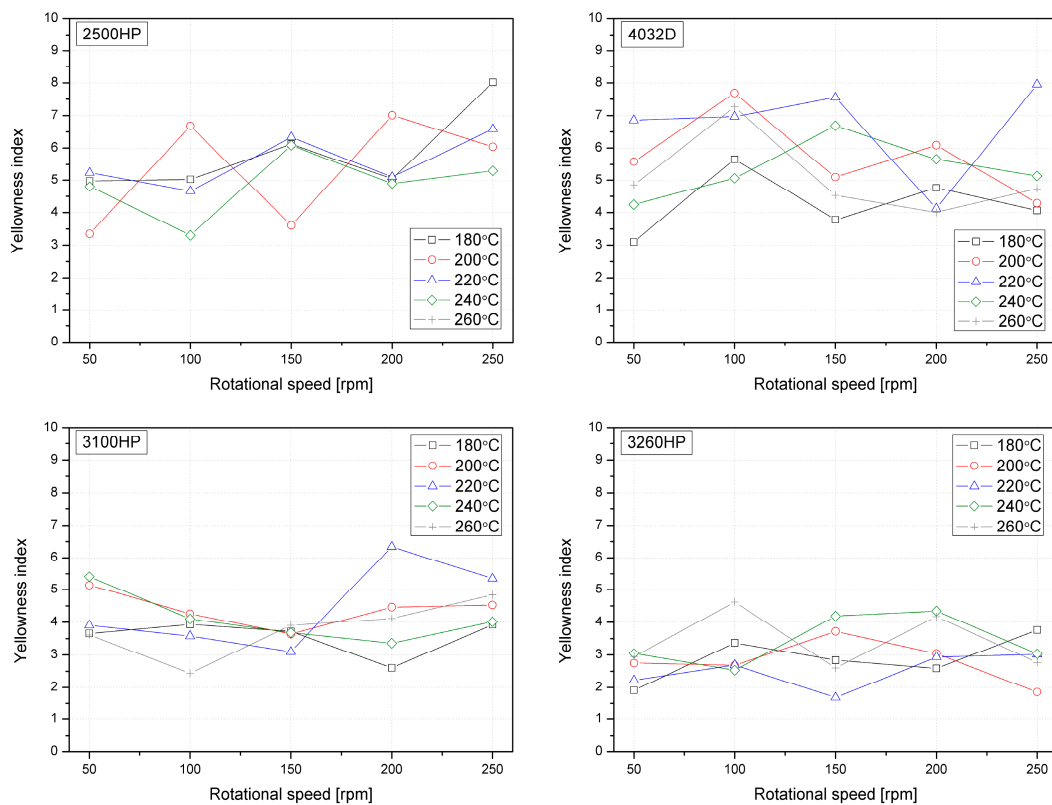 2500HP
10
9
8
7
6
5
4
3
2
1
0
Yellowness index
180°C
200°C
220°C
240°C
260°C
50 100 150 200 250
Rotational speed [rpm]
4032D
10
9
8
7
6
5
4
3
2
1
0
Yellowness index
180°C
200°C
220°C
240°C
260°C
50 100 150 200 250
Rotational speed [rpm]
3100HP
10
9
8
7
6
5
4
3
2
1
0
Yellowness index
180°C
200°C
220°C
240°C
260°C
50 100 150 200 250
Rotational speed [rpm]
3260HP
10
9
8
7
6
5
4
3
2
1
0
Yellowness index
180°C
200°C
220°C
240°C
260°C
50 100 150 200 250
Rotational speed [rpm]